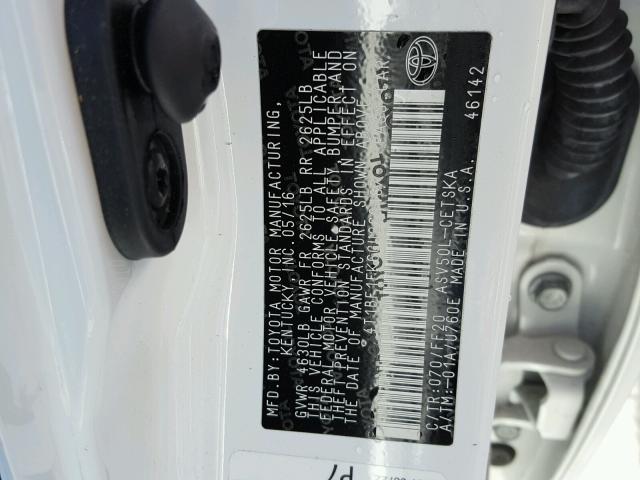 MFD.BY:TOYOTA MOTOR MANUFACTURING,
KENTUCKY, INC. 05/16
GVWR 4630LB GAWR FR 2625LB RR 2625LB
THIS VEHICLE CONFORMS TO ALL APPLICABLE
FEDERAL MOTOR VEHICLE SAFETY, BUMPER, AND
THEFT PREVENTION STANDARDS IN EFFECT ON
THE DATE OF MANUFACTURE SHOWN ABOVE.
C/TR:070/FF20 ASV50L-CETSKA
A/TM:-01A/U760E MADE IN U.S.A.
46142
P7